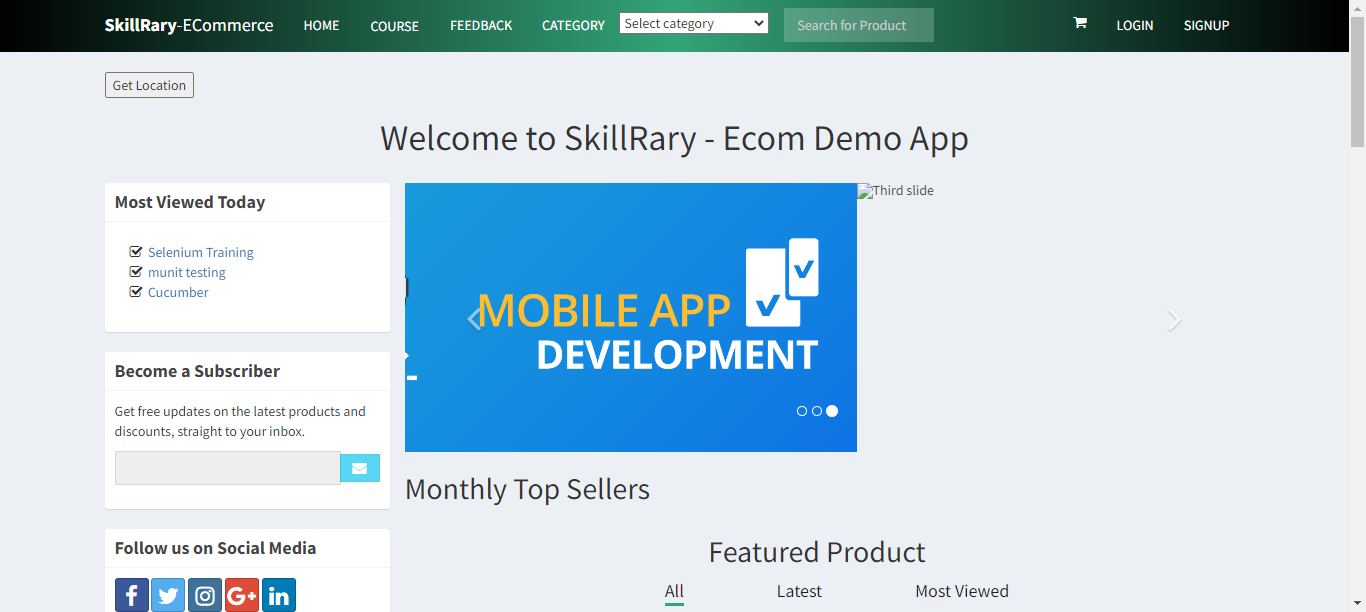 SkillRary-ECommerce HOME COURSE FEEDBACK CATEGORY Select category Search for Product LOGIN SIGNUP
Get Location
Welcome to SkillRary - Ecom Demo App
Most Viewed Today
Selenium Training
munit testing
Cucumber
Become a Subscriber
Get free updates on the latest products and
discounts, straight to your inbox.
Follow us on Social Media
f G+ in
MOBILE APP
DEVELOPMENT
Third slide
Monthly Top Sellers
Featured Product
All Latest Most Viewed